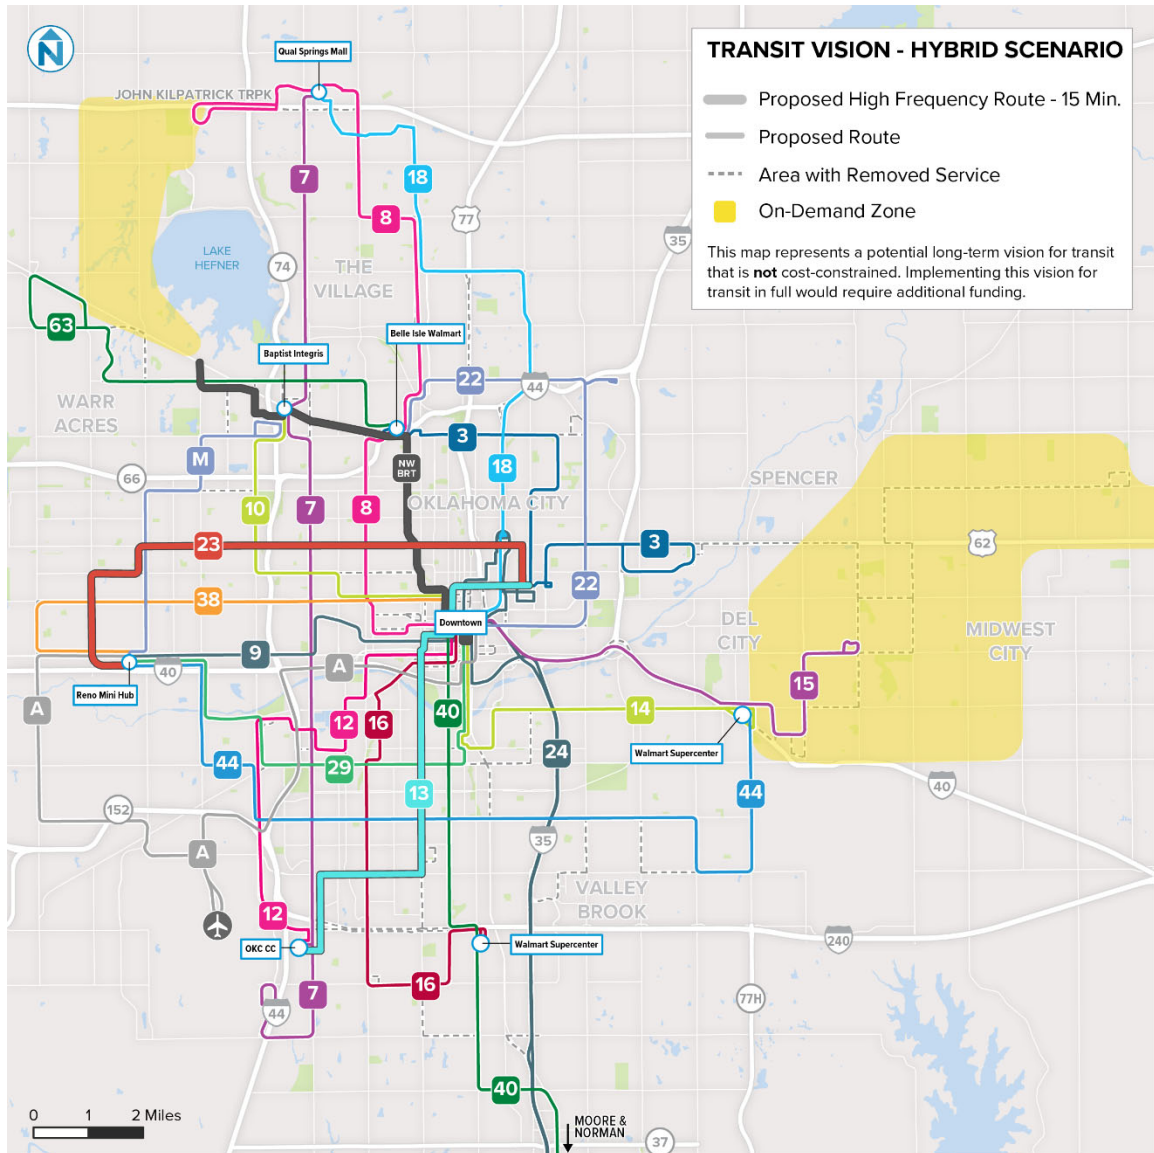 N
Qual Springs Mall
TRANSIT VISION - HYBRID SCENARIO
Proposed High Frequency Route - 15 Min.
Proposed Route
Area with Removed Service
On-Demand Zone
This map represents a potential long-term vision for transit
that is not cost-constrained. Implementing this vision for
transit in full would require additional funding.
JOHN KILPATRICK TRPK
7
18
8
77
35
LAKE
HEFNER
74
THE
VILLAGE
63
Belle Isle Walmart
Baptist Integris
22
44
WARR
ACRES
3
M
NW
BRT
18
66
SPENCER
10
7
8
OKLAHOMA CITY
23
3
62
22
38
Downtown
DEL
CITY
MIDWEST
CITY
9
A
40
15
Reno Mini Hub
A
12
16
40
14
Walmart Supercenter
24
44
29
13
44
40
152
35
A
VALLEY
BROOK
12
OKC CC
Walmart Supercenter
240
16
7
44
77H
40
0 1 2 Miles
MOORE &
NORMAN
37